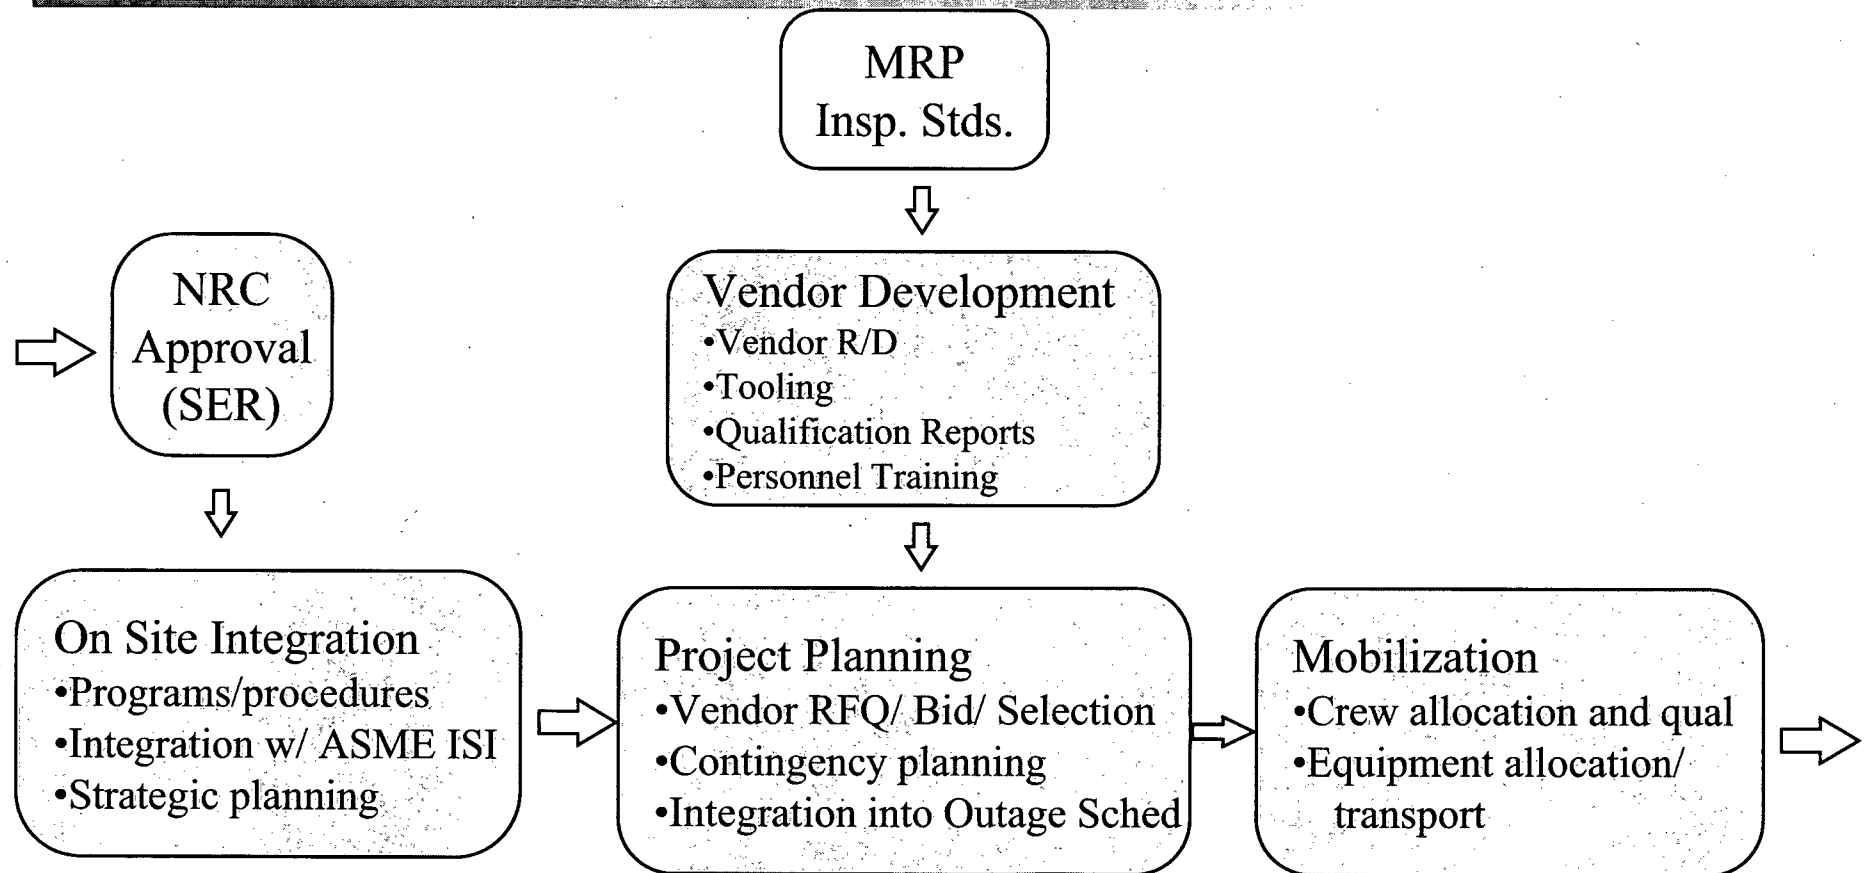 MRP
Insp. Stds.
NRC
Approval
(SER)
Vendor Development
•Vendor R/D
•Tooling
•Qualification Reports
•Personnel Training
On Site Integration
•Programs/procedures
•Integration w/ ASME ISI
•Strategic planning
Project Planning
•Vendor RFQ/ Bid/ Selection
•Contingency planning
•Integration into Outage Sched
Mobilization
•Crew allocation and qual
•Equipment allocation/
transport